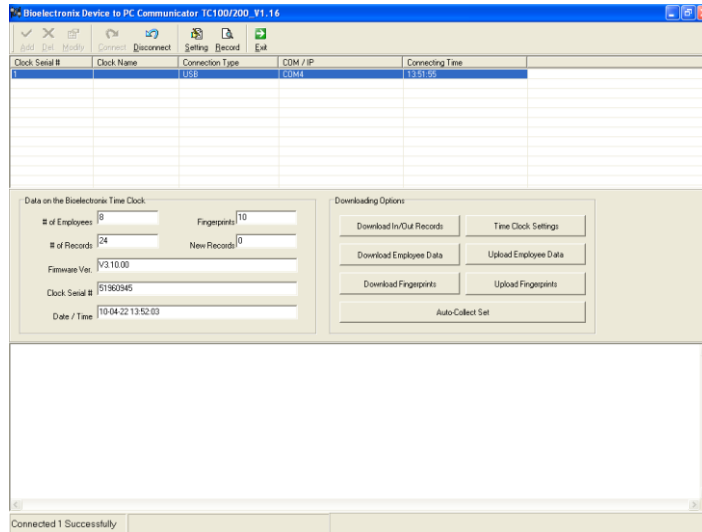 Bioelectronix Device to PC Communicator TC100/200_V1.16
Add Del Modify Connect Disconnect Setting Record Exit
Clock Serial # Clock Name Connection Type COM / IP Connecting Time
1 USB COM4 13:51:55
Data on the Bioelectronix Time Clock Downloading Options
# of Employees 8 Fingerprints 10 Download In/Out Records Time Clock Settings
# of Records 24 New Records 0 Download Employee Data Upload Employee Data
Firmware Ver. V3.10.00
Clock Serial # 51960945 Download Fingerprints Upload Fingerprints
Date / Time 10-04-22 13:52:03 Auto-Collect Set
Connected 1 Successfully